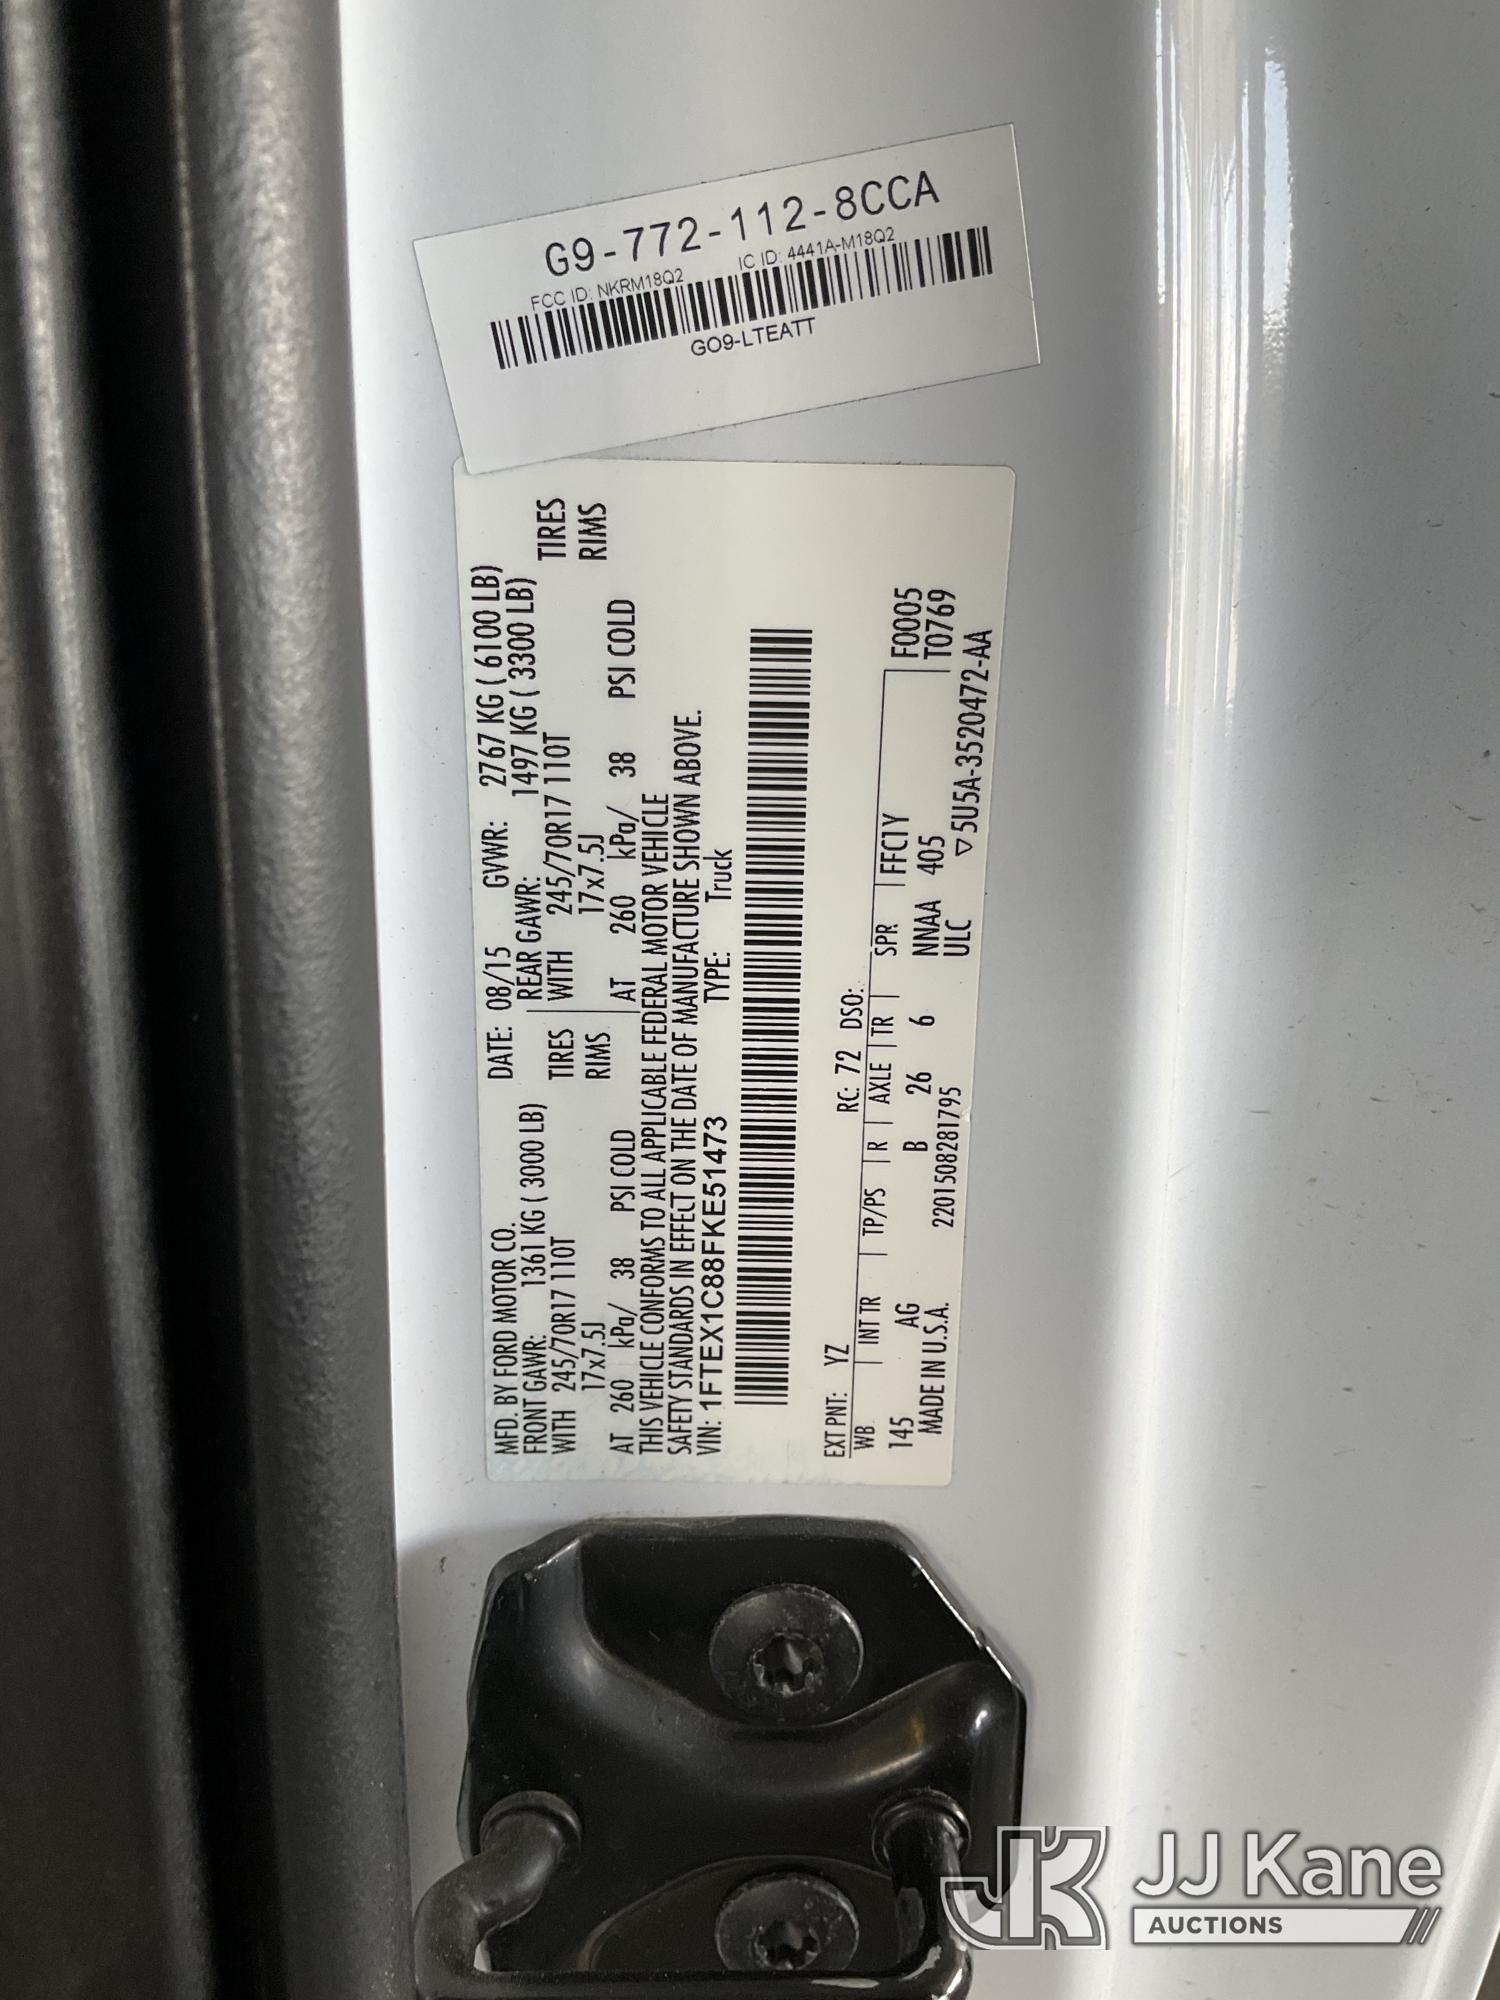 G9-772-112-8CCA
FCC ID: NKRM18Q2 IC ID: 4441A-M18Q2
GO9-LTEATT
MFD. BY FORD MOTOR CO. DATE: 08/15 GVWR: 2767 KG ( 6100 LB)
FRONT GAWR: 1361 KG ( 3000 LB) REAR GAWR: 1497 KG ( 3300 LB)
WITH 245/70R17 110T TIRES WITH 245/70R17 110T TIRES
17x7.5J RIMS 17x7.5J RIMS
AT 260 kPa/ 38 PSI COLD AT 260 kPa/ 38 PSI COLD
THIS VEHICLE CONFORMS TO ALL APPLICABLE FEDERAL MOTOR VEHICLE
SAFETY STANDARDS IN EFFECT ON THE DATE OF MANUFACTURE SHOWN ABOVE.
VIN: 1FTEX1C88FKE51473 TYPE: Truck
EXT PNT: YZ RC: 72 DSO:
WB INT TR TP/PS R AXLE TR SPR FFC1Y F0005
145 AG B 26 6 NNAA 405 T0769
MADE IN U.S.A. 2201508281795 ULC ▽5U5A-3520472-AA
JK JJ Kane
AUCTIONS